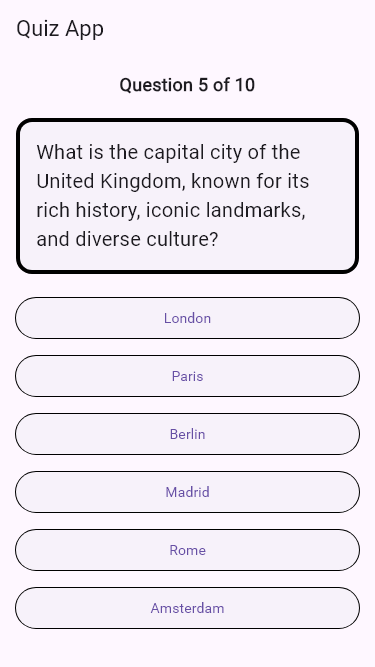 Quiz App
Question 5 of 10
What is the capital city of the
United Kingdom, known for its
rich history, iconic landmarks,
and diverse culture?
London
Paris
Berlin
Madrid
Rome
Amsterdam